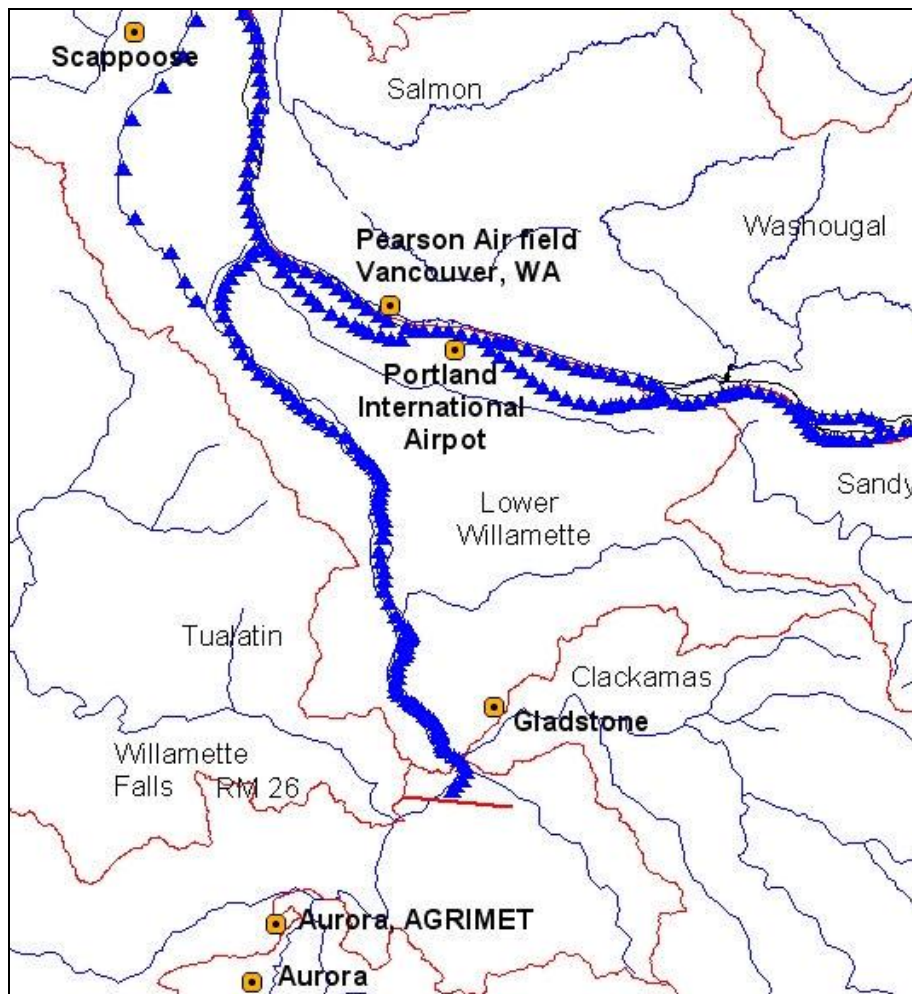 Scappoose
Salmon
Washougal
Pearson Air field
Vancouver, WA
Portland
International
Airpot
Sandy
Lower
Willamette
Tualatin
Clackamas
Gladstone
Willamette
Falls RM 26
Aurora, AGRIMET
Aurora